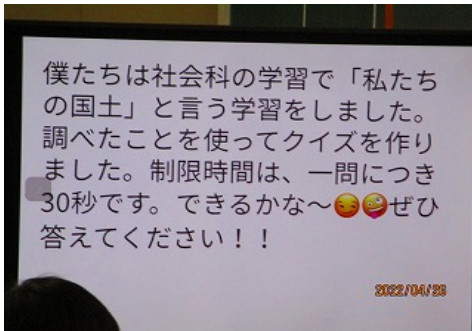 僕たちは社会科の学習で「私たち
の国土」と言う学習をしました。
調べたことを使ってクイズを作り
ました。制限時間は、一問につき
30秒です。できるかな〜😏🤪ぜひ
答えてください！！
2022/04/28